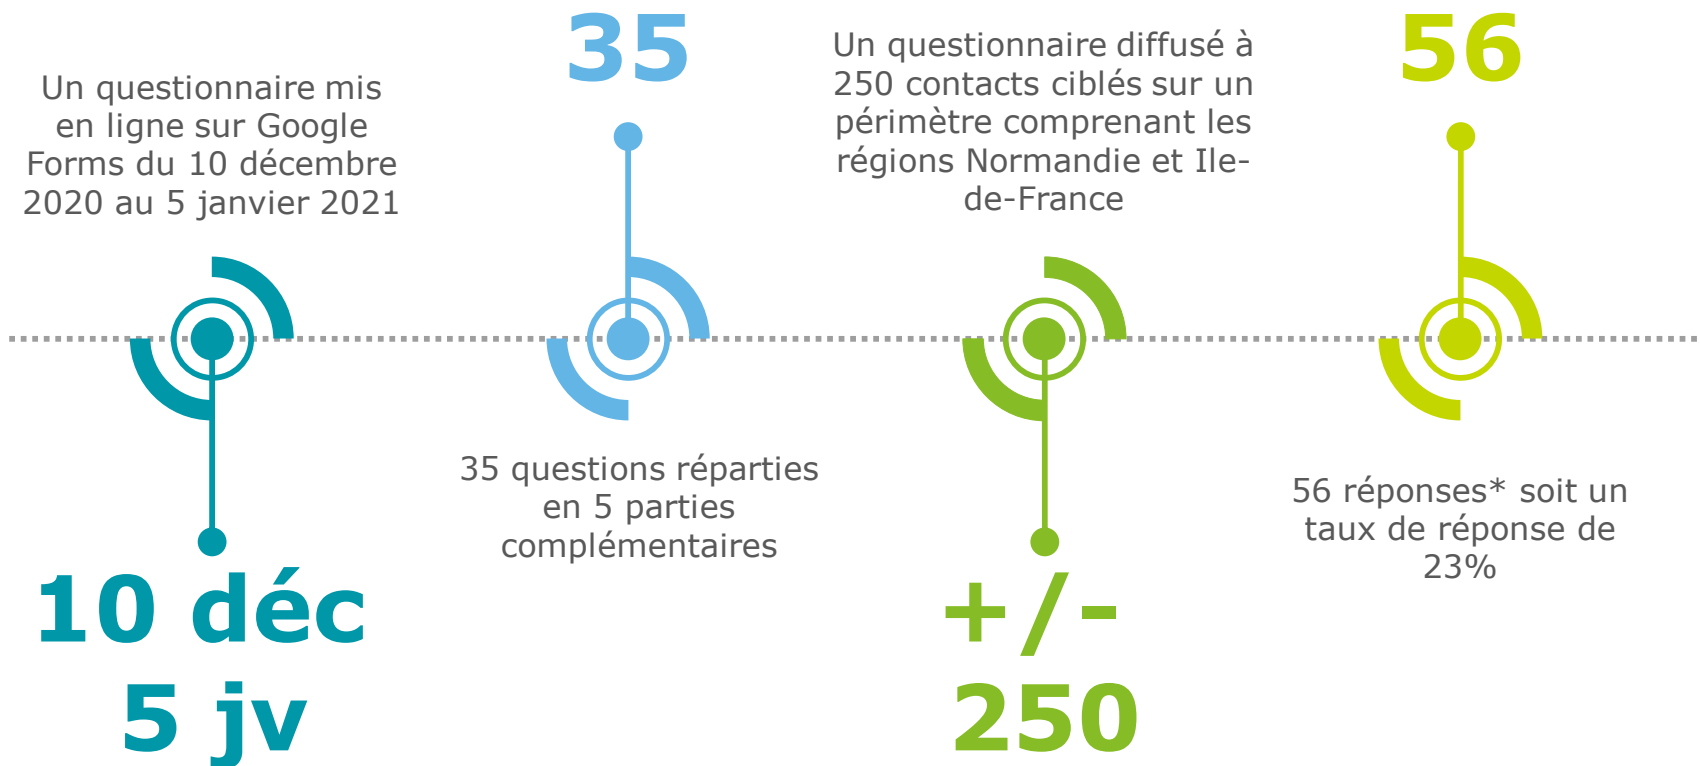 Un questionnaire mis
en ligne sur Google
Forms du 10 décembre
2020 au 5 janvier 2021
10 déc
5 jv
35
35 questions réparties
en 5 parties
complémentaires
Un questionnaire diffusé à
250 contacts ciblés sur un
périmètre comprenant les
régions Normandie et Ile-
de-France
+/-
250
56
56 réponses* soit un
taux de réponse de
23%